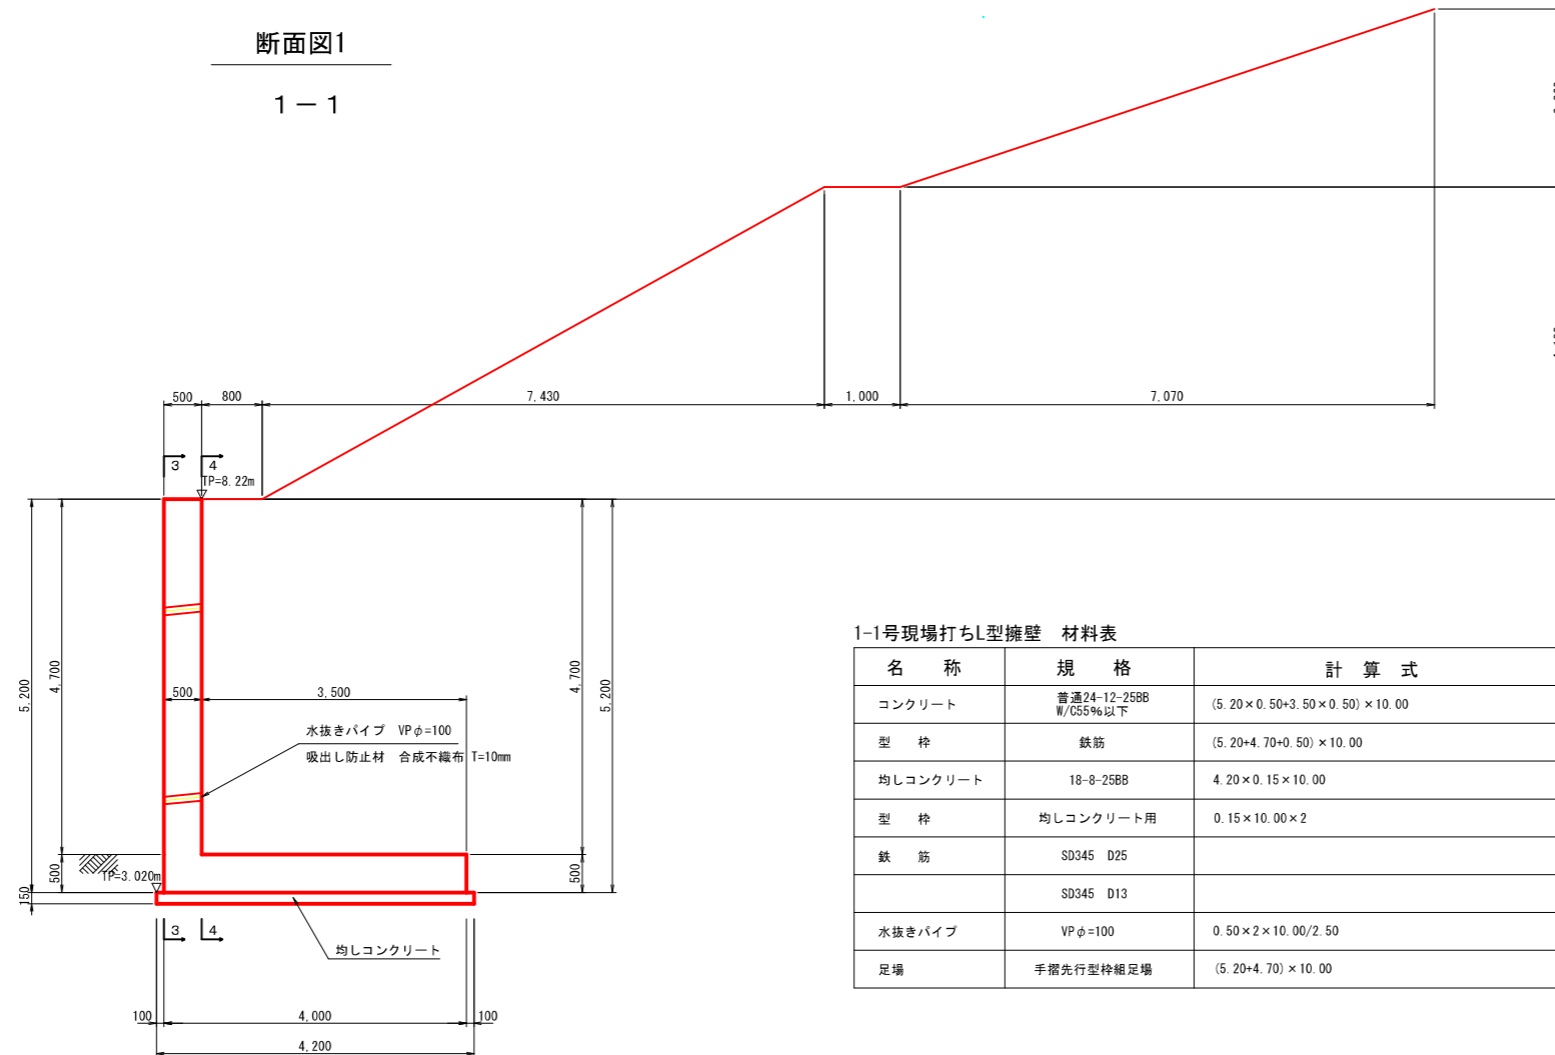 断面図1
1－1
500
800
7,430
1,000
7,070
3
4
TP=8.22m
5,200
4,700
500
3,500
4,700
5,200
水抜きパイプ VPφ=100
吸出し防止材 合成不織布 T=10mm
500
500
TP=3.020m
150
3
4
均しコンクリート
100
4,000
100
4,200
1-1号現場打ちL型擁壁 材料表
名 称 規 格 計 算 式
コンクリート 普通24-12-25BB (5.20×0.50+3.50×0.50)×10.00
W/C55%以下
型 枠 鉄筋 (5.20+4.70+0.50)×10.00
均しコンクリート 18-8-25BB 4.20×0.15×10.00
型 枠 均しコンクリート用 0.15×10.00×2
鉄 筋 SD345 D25
SD345 D13
水抜きパイプ VPφ=100 0.50×2×10.00/2.50
足場 手摺先行型枠組足場 (5.20+4.70)×10.00